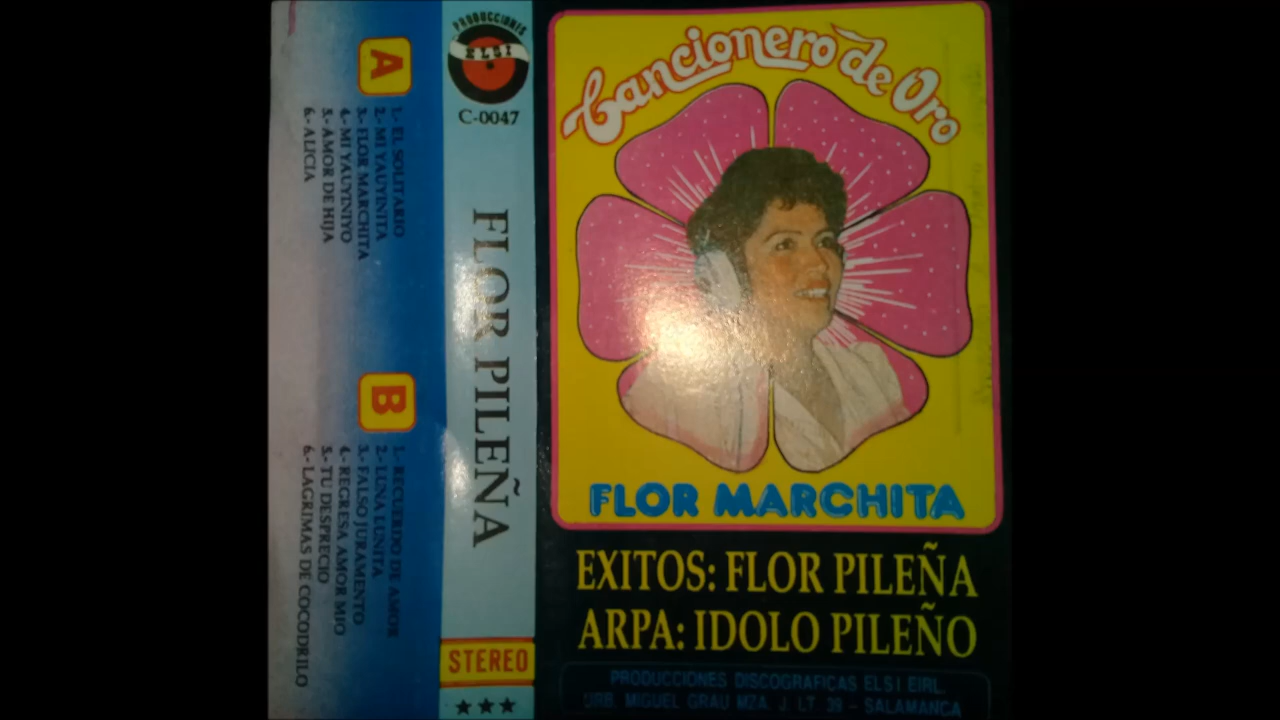 A
1.- EL SOLITARIO
2.- MI YAUYINITA
3.- FLOR MARCHITA
4.- MI YAUYINIYO
5.- AMOR DE HIJA
6.- ALICIA
B
1.- RECUERDO DE AMOR
2.- LUNA LUNITA
3.- FALSO JURAMENTO
4.- REGRESA AMOR MIO
5.- TU DESPRECIO
6.- LAGRIMAS DE COCODRILO
PRODUCCIONES
ELSI
C-0047
FLOR PILEÑA
STEREO
Cancionero de Oro
FLOR MARCHITA
EXITOS: FLOR PILEÑA
ARPA: IDOLO PILEÑO
PRODUCCIONES DISCOGRAFICAS ELSI EIRL.
URB. MIGUEL GRAU MZA. J. LT. 39 - SALAMANCA